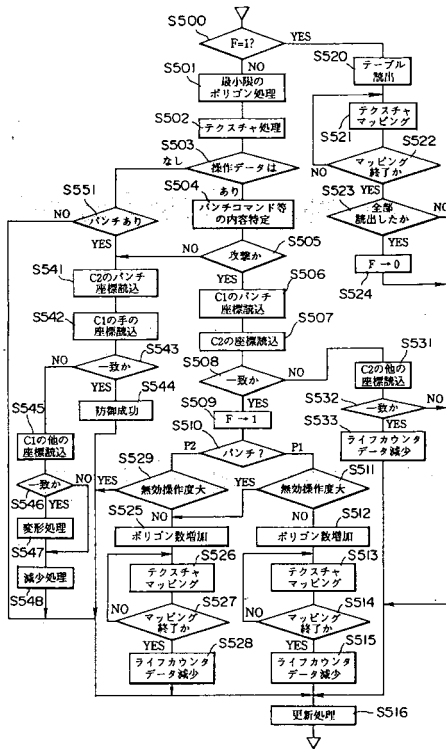 S500
F=1?
YES
NO
S501
最小限の
ポリゴン処理
S520
テーブル
読出
S502
テクスチャ処理
S521
テクスチャ
マッピング
S503
操作データは
なし
あり
NO
S522
マッピング
終了か
YES
S551
パンチあり
NO
YES
S504
パンチコマンド等
の内容特定
S523
全部
読出したか
NO
YES
S505
攻撃か
NO
YES
S524
F→0
S541
C2のパンチ
座標読込
S506
C1のパンチ
座標読込
S542
C1の手の
座標読込
S507
C2の座標読込
S543
一致か
NO
YES
S508
一致か
NO
YES
S531
C2の他の
座標読込
S532
一致か
NO
YES
S544
防御成功
S509
F→1
S533
ライフカウンタ
データ減少
S545
C1の他の
座標読込
S510
パンチ?
P2
P1
S546
一致か
NO
YES
S529
無効操作度大
YES
NO
S511
無効操作度大
YES
NO
S547
変形処理
S525
ポリゴン数増加
S512
ポリゴン数増加
S548
減少処理
S526
テクスチャ
マッピング
S513
テクスチャ
マッピング
S527
マッピング
終了か
NO
YES
S514
マッピング
終了か
NO
YES
S528
ライフカウンタ
データ減少
S515
ライフカウンタ
データ減少
S516
更新処理